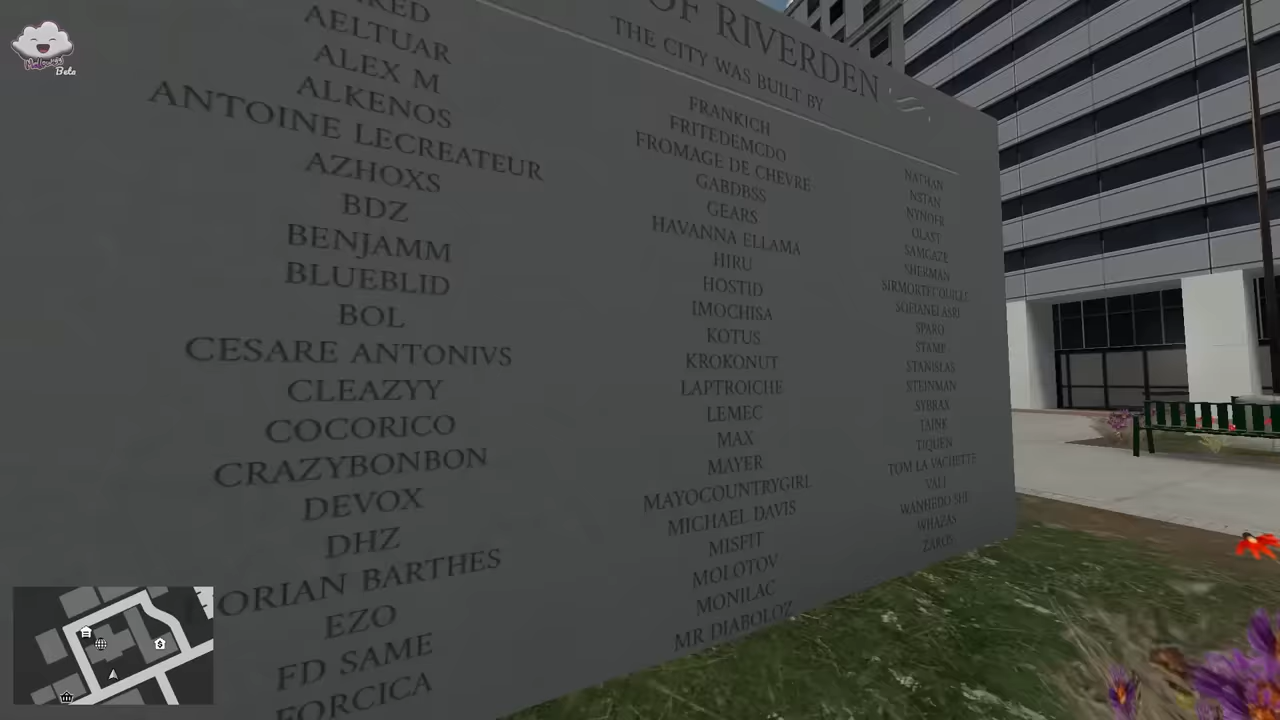 OF RIVERDEN
THE CITY WAS BUILT BY
AELTUAR
ALEX M
ALKENOS
ANTOINE LECREATEUR
AZHOXS
BDZ
BENJAMM
BLUEBLID
BOL
CESARE ANTONIVS
CLEAZYY
COCORICO
CRAZYBONBON
DEVOX
DHZ
BARTHES
EZO
FD SAME
FORCICA
FRANKICH
FRITEDEMCDO
FROMAGE DE CHEVRE
GABDBSS
GEARS
HAVANNA ELLAMA
HIRU
HOSTID
IMOCHISA
KOTUS
KROKONUT
LAPTROICHE
LEMEC
MAX
MAYER
MAYOCOUNTRYGIRL
MICHAEL DAVIS
MISFIT
MOLOTOV
MONILAC
MR DIABOLOZ
NATHAN
NSTAN
OLAST
SHERMAN
SPARO
STAMP
STANISLAS
STEINMAN
SYBRAX
TAINK
TIQUEN
TOM LA VACHETTE
VALI
WHAZAS
ZAROS
Beta